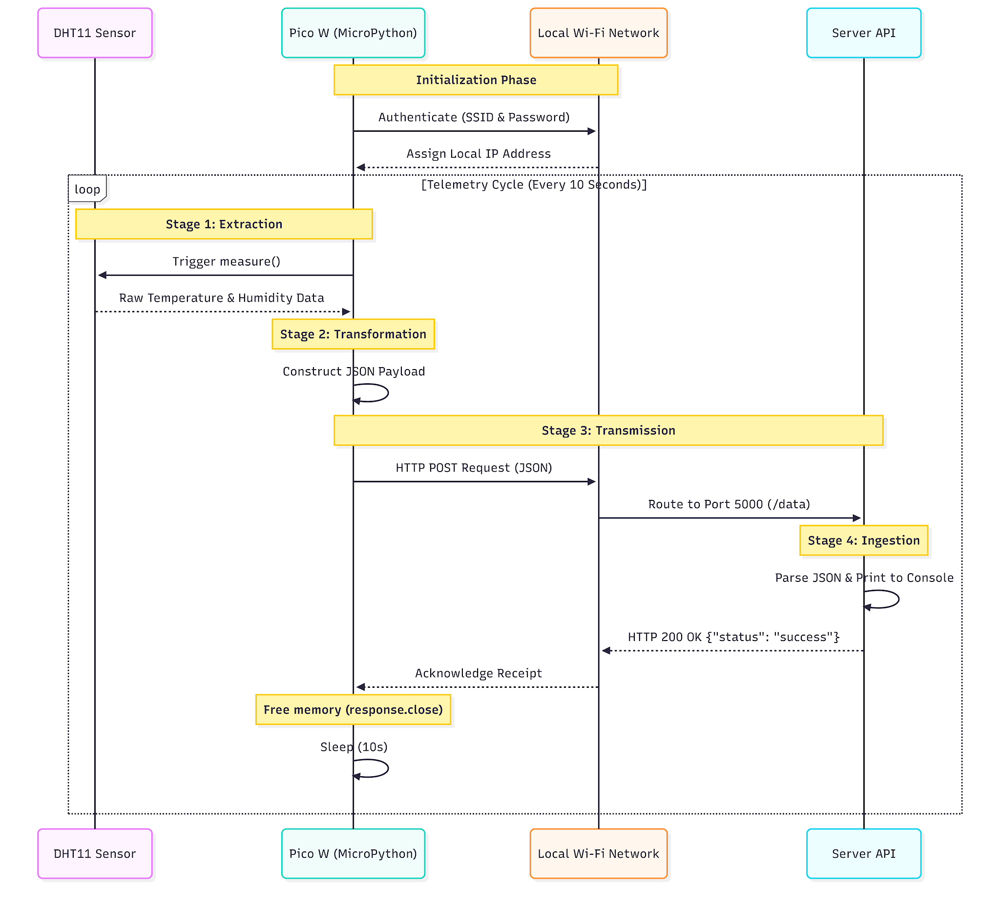 DHT11 Sensor
Pico W (MicroPython)
Local Wi-Fi Network
Server API
Initialization Phase
Authenticate (SSID & Password)
Assign Local IP Address
loop
[Telemetry Cycle (Every 10 Seconds)]
Stage 1: Extraction
Trigger measure()
Raw Temperature & Humidity Data
Stage 2: Transformation
Construct JSON Payload
Stage 3: Transmission
HTTP POST Request (JSON)
Route to Port 5000 (/data)
Stage 4: Ingestion
Parse JSON & Print to Console
HTTP 200 OK {"status": "success"}
Acknowledge Receipt
Free memory (response.close)
Sleep (10s)
DHT11 Sensor
Pico W (MicroPython)
Local Wi-Fi Network
Server API